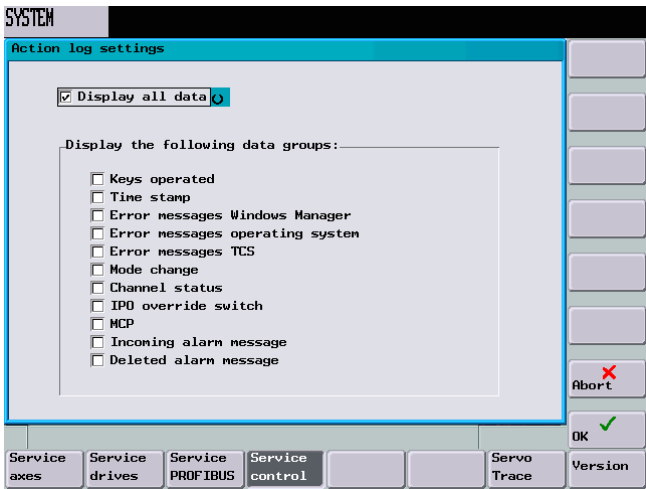 SYSTEM
Action log settings
Display all data
Display the following data groups:
Keys operated
Time stamp
Error messages Windows Manager
Error messages operating system
Error messages TCS
Mode change
Channel status
IPO override switch
MCP
Incoming alarm message
Deleted alarm message
Abort
OK
Service axes
Service drives
Service PROFIBUS
Service control
Servo Trace
Version